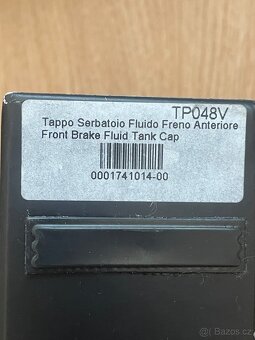 TP048V
Tappo Serbatoio Fluido Freno Anteriore
Front Brake Fluid Tank Cap
0001741014-00
© Bazos.cz